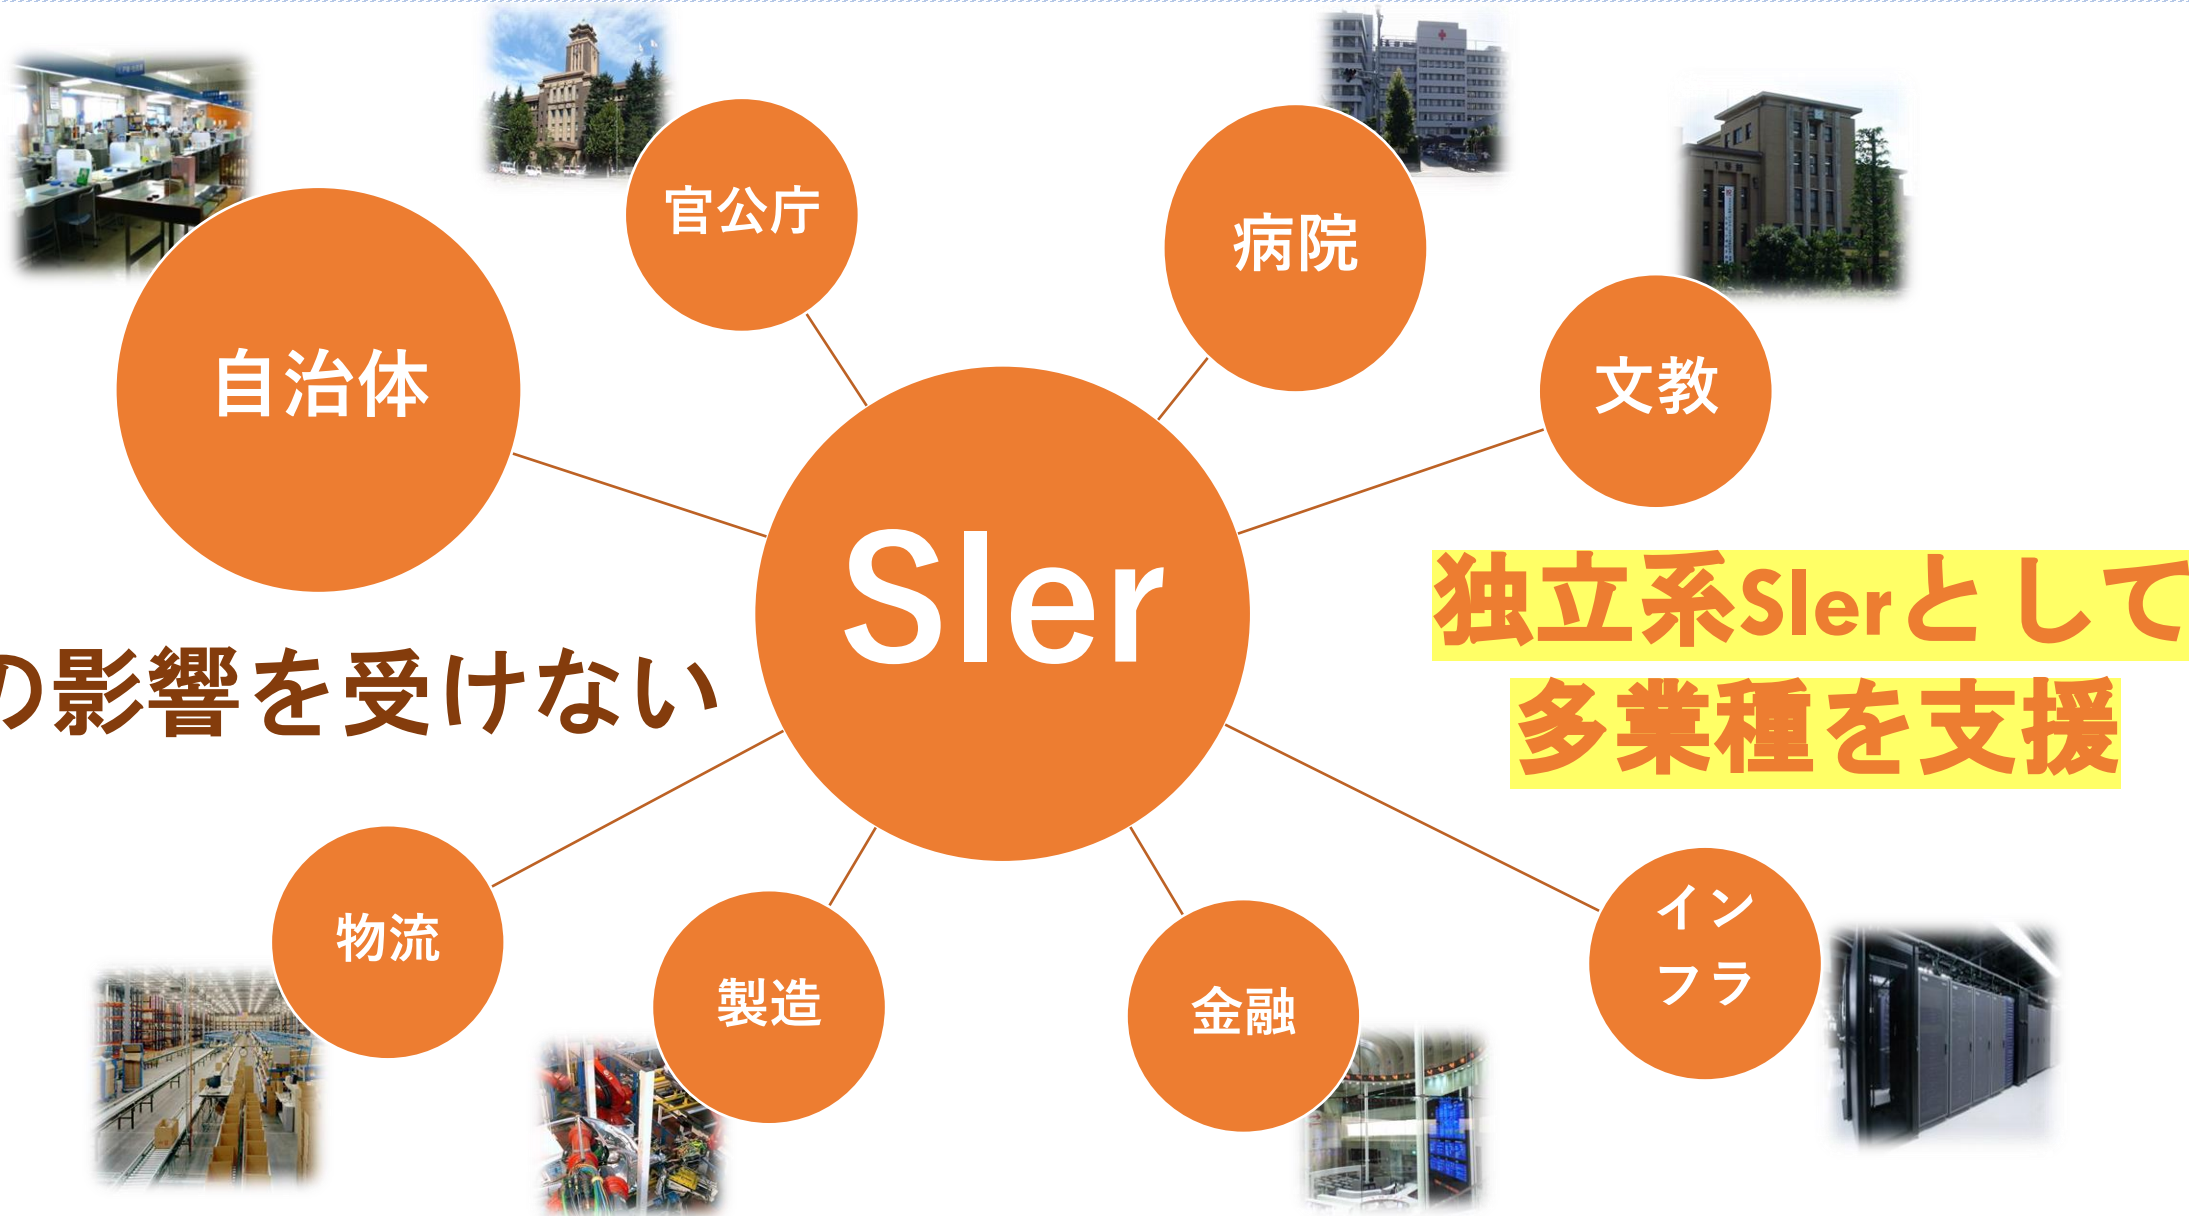 官公庁
病院
自治体
文教
SIer
独立系SIerとして
の影響を受けない
多業種を支援
物流
製造
金融
イン
フラ